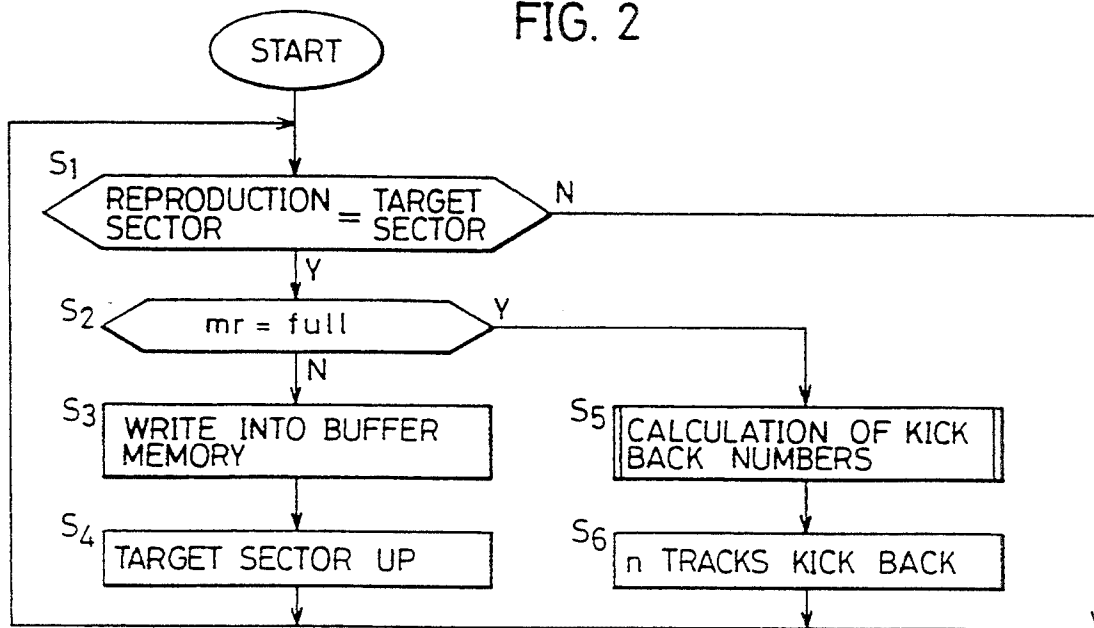 FIG. 2
START
S1
REPRODUCTION SECTOR = TARGET SECTOR
N
Y
S2
mr = full
Y
N
S3
WRITE INTO BUFFER
MEMORY
S5
CALCULATION OF KICK
BACK NUMBERS
S4
TARGET SECTOR UP
S6
n TRACKS KICK BACK